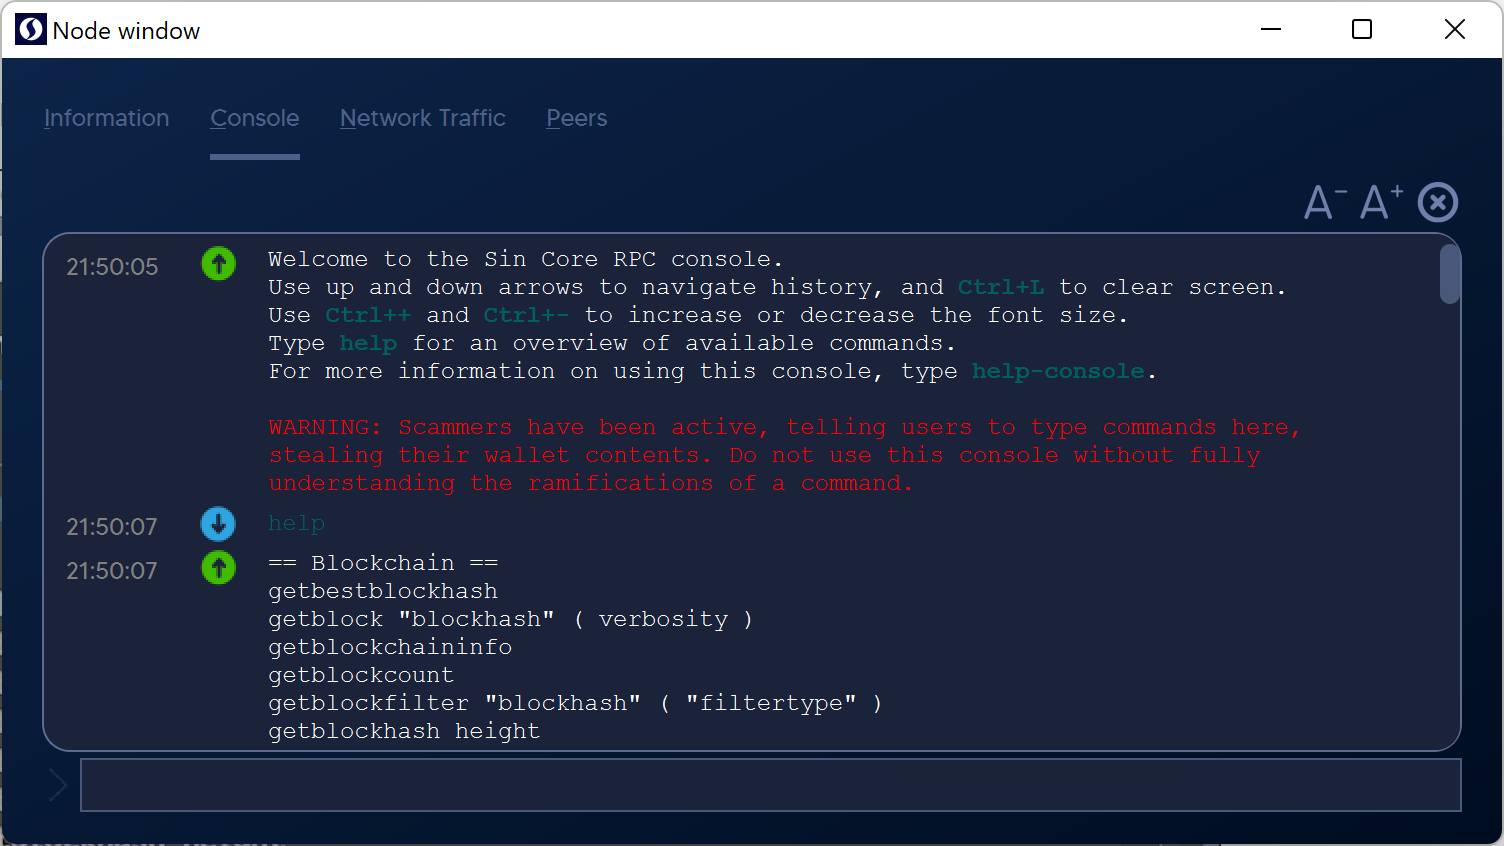 Node window
Information Console Network Traffic Peers
A- A+
21:50:05 Welcome to the Sin Core RPC console.
Use up and down arrows to navigate history, and Ctrl+L to clear screen.
Use Ctrl++ and Ctrl+- to increase or decrease the font size.
Type help for an overview of available commands.
For more information on using this console, type help-console.
WARNING: Scammers have been active, telling users to type commands here,
stealing their wallet contents. Do not use this console without fully
understanding the ramifications of a command.
21:50:07 help
21:50:07 == Blockchain ==
getbestblockhash
getblock "blockhash" ( verbosity )
getblockchaininfo
getblockcount
getblockfilter "blockhash" ( "filtertype" )
getblockhash height